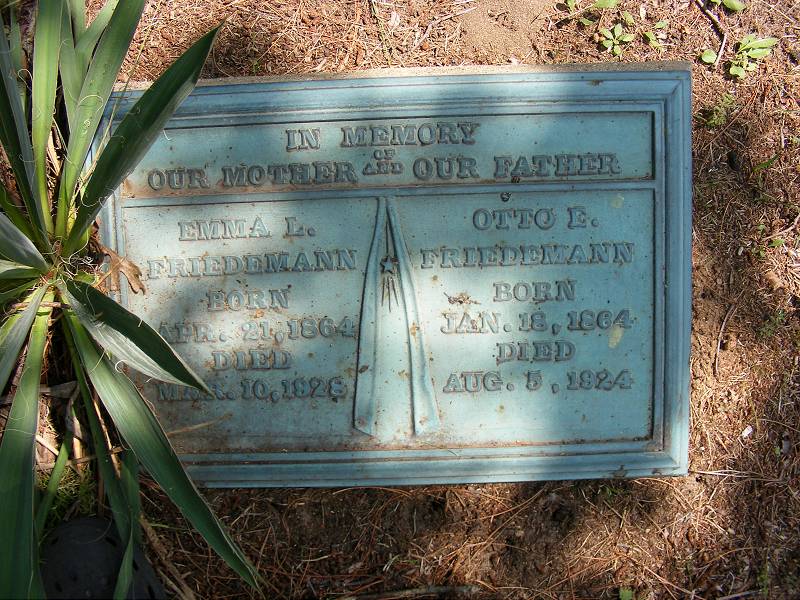 IN MEMORY
OF
OUR MOTHER AND OUR FATHER
EMMA L.
FRIEDEMANN
BORN
APR. 21, 1864
DIED
MAR. 10, 1928
OTTO E.
FRIEDEMANN
BORN
JAN. 18, 1864
DIED
AUG. 5, 1924